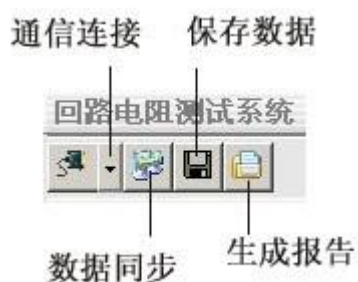 通信连接 保存数据
回路电阻测试系统
数据同步 生成报告